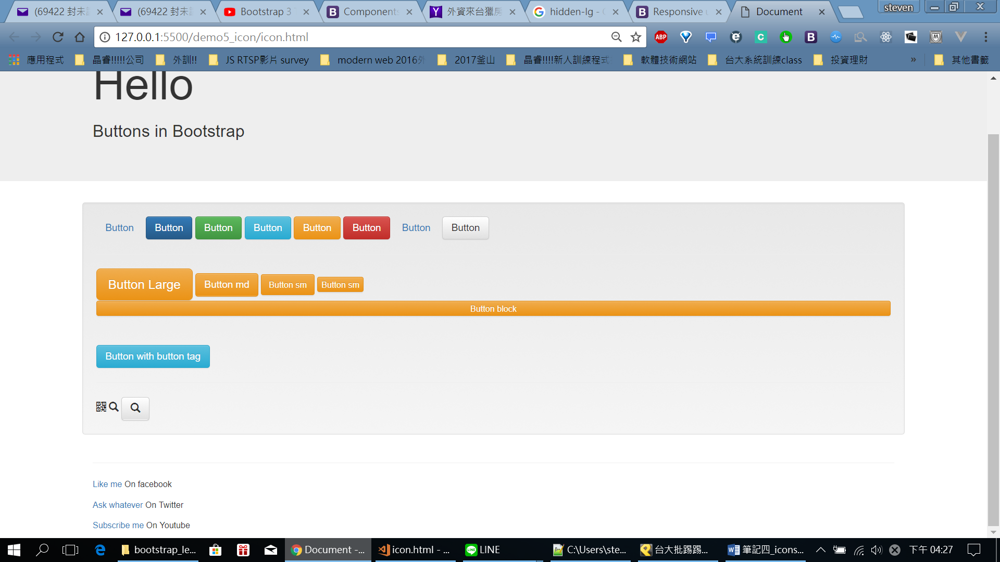 (69422 封未
(69422 封未
Bootstrap 3
Components
外資來台獵房
hidden-lg -
Responsive u
Document
steven
127.0.0.1:5500/demo5_icon/icon.html
ABP
應用程式
晶睿!!!!!公司
外訓!!
JS RTSP影片 survey
modern web 2016外
2017釜山
晶睿!!!!新人訓練程式
軟體技術網站
台大系統訓練class
投資理財
»
其他書籤
Hello
Buttons in Bootstrap
Button Button Button Button Button Button Button Button
Button Large Button md Button sm Button sm
Button block
Button with button tag
Like me On facebook
Ask whatever On Twitter
Subscribe me On Youtube
bootstrap_le...
Document -...
icon.html - ...
LINE
C:\Users\ste...
台大批踢踢...
筆記四_icons...
下午 04:27